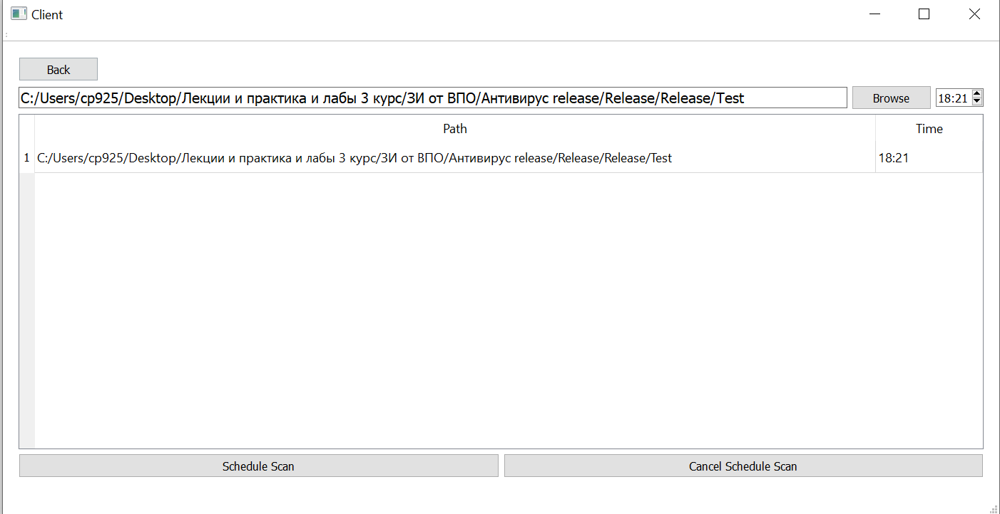 Client
Back
C:/Users/cp925/Desktop/Лекции и практика и лабы 3 курс/ЗИ от ВПО/Антивирус release/Release/Release/Test Browse 18:21
Path Time
1 C:/Users/cp925/Desktop/Лекции и практика и лабы 3 курс/ЗИ от ВПО/Антивирус release/Release/Release/Test 18:21
Schedule Scan Cancel Schedule Scan